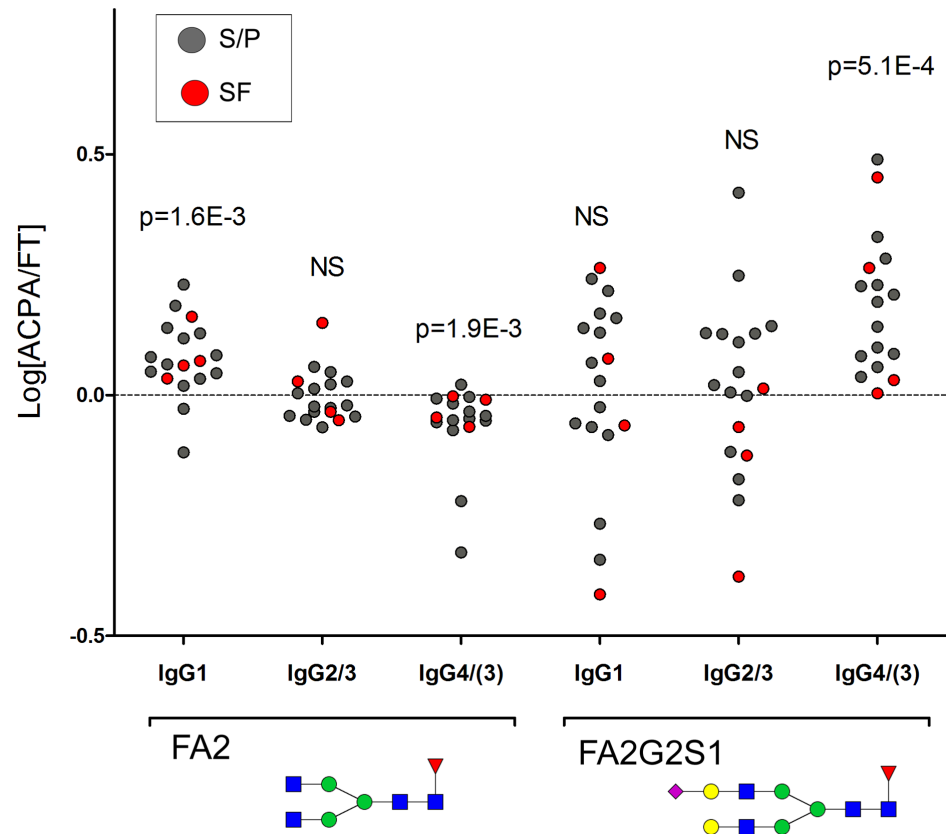 S/P
SF
p=5.1E-4
0.5
NS
p=1.6E-3
NS
NS
p=1.9E-3
Log[ACPA/FT]
0.0
-0.5
IgG1 IgG2/3 IgG4/(3) IgG1 IgG2/3 IgG4/(3)
FA2 FA2G2S1